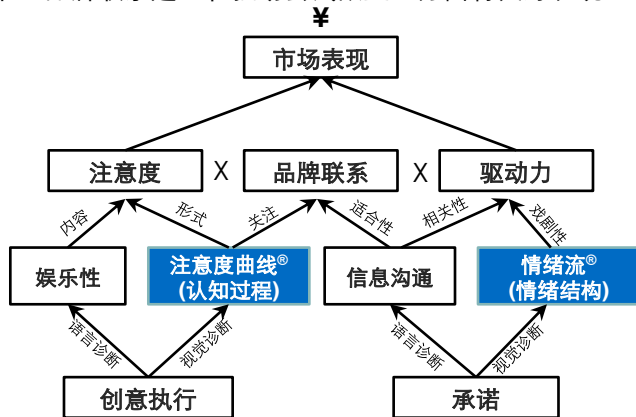 ¥
市场表现
注意度 X 品牌联系 X 驱动力
内容 形式 关注 适合性 相关性 戏剧性
娱乐性
注意度曲线®
(认知过程)
信息沟通
情绪流®
(情绪结构)
语言诊断 视觉诊断 语言诊断 视觉诊断
创意执行 承诺